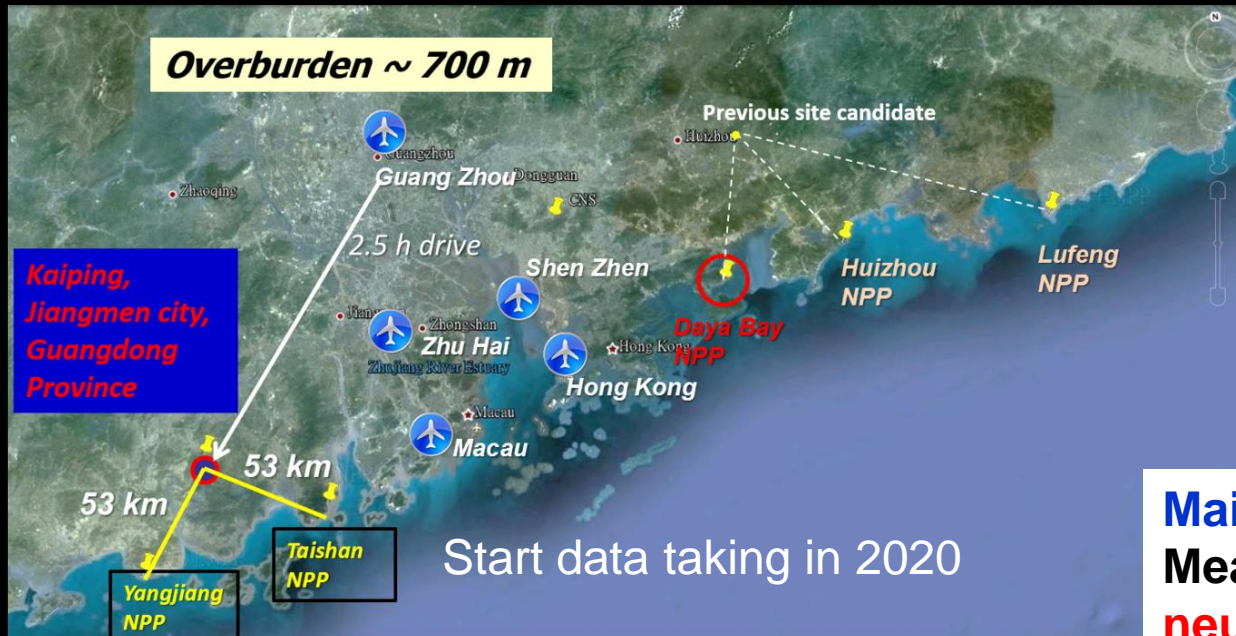 Overburden ~ 700 m
N
Previous site candidate
Huizhou
Guang Zhou
Dongguan
Zhaoqing
CNS
2.5 h drive
Kaiping,
Jiangmen city,
Guangdong
Province
Shen Zhen
Huizhou
NPP
Lufeng
NPP
Zhongshan
Zhu Hai
Zhujiang River Estuary
Daya Bay
NPP
Hong Kong
Hong Kong
Macau
Macau
53 km
53 km
Taishan
NPP
Yangjiang
NPP
Start data taking in 2020